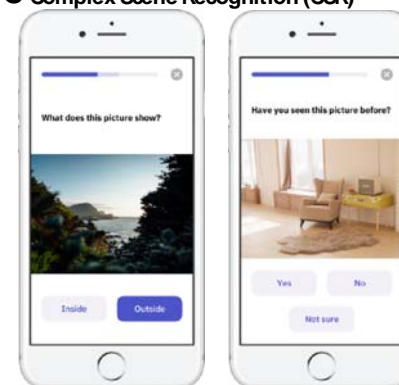 Complex Scene Recognition (CSR)
What does this picture show?
Inside
Outside
Have you seen this picture before?
Yes
No
Not sure